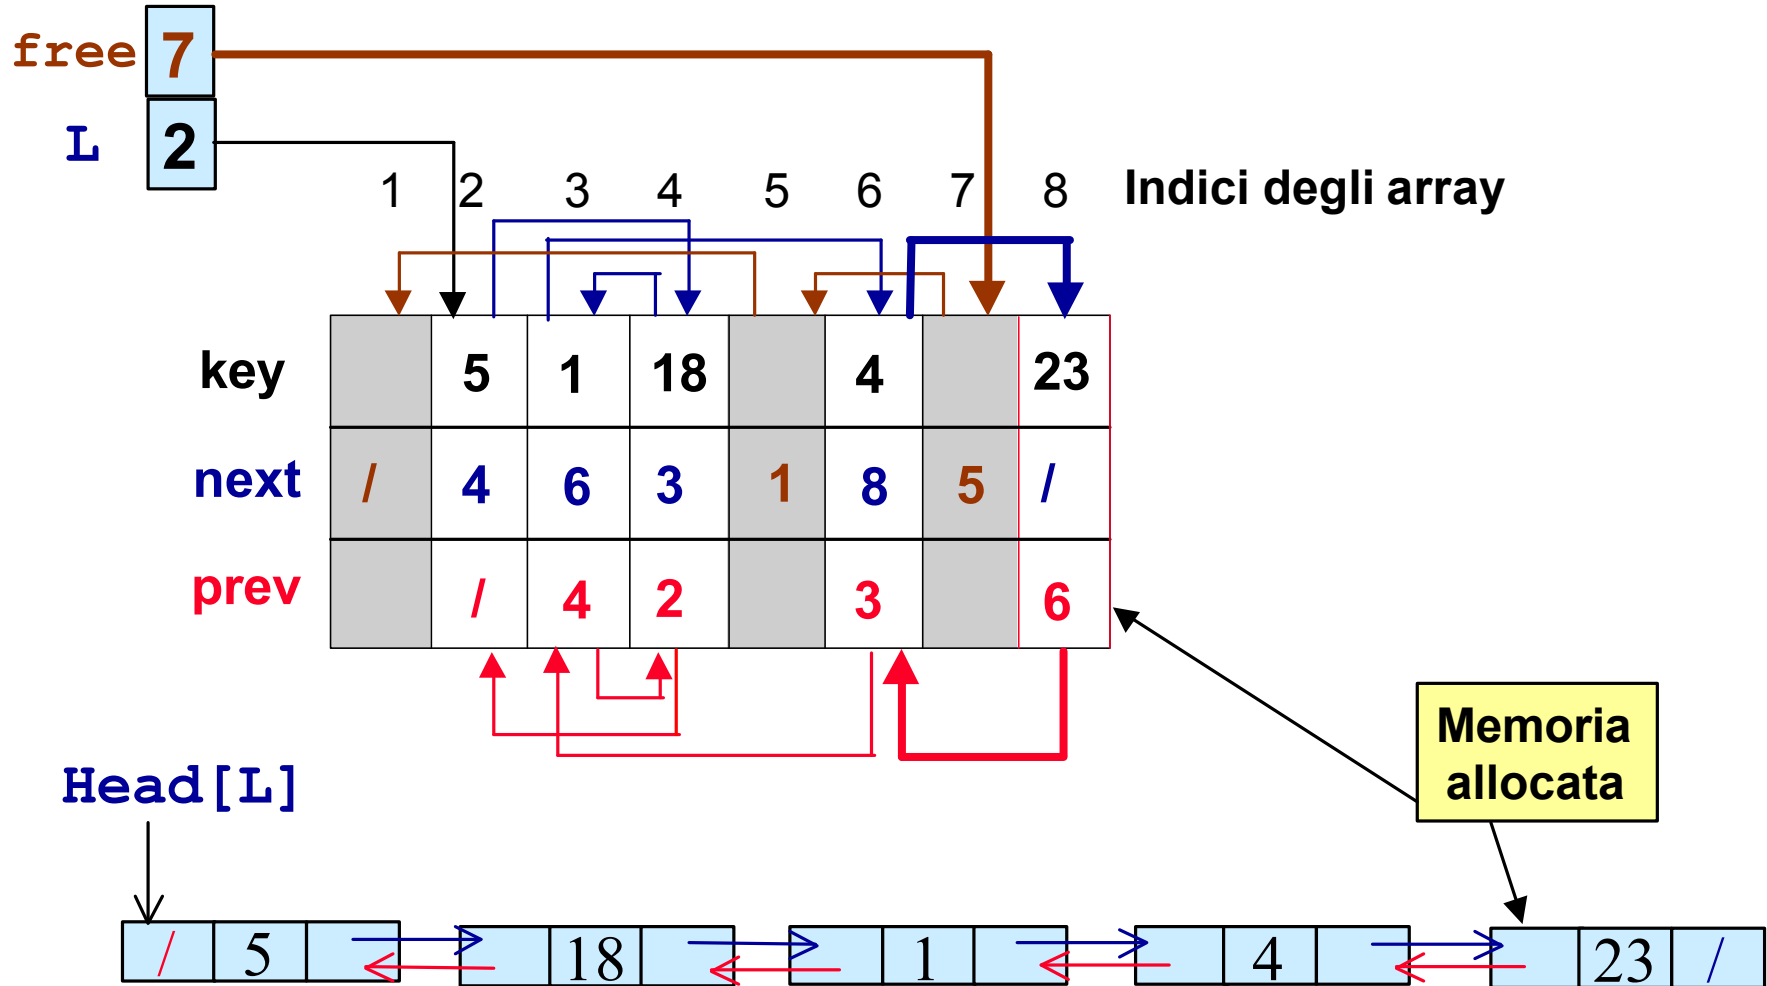 free 7
L 2
1 2 3 4 5 6 7 8 Indici degli array
key 5 1 18 4 23
next / 4 6 3 1 8 5 /
prev / 4 2 3 6
Memoria
allocata
Head[L]
/ 5 18 1 4 23 /